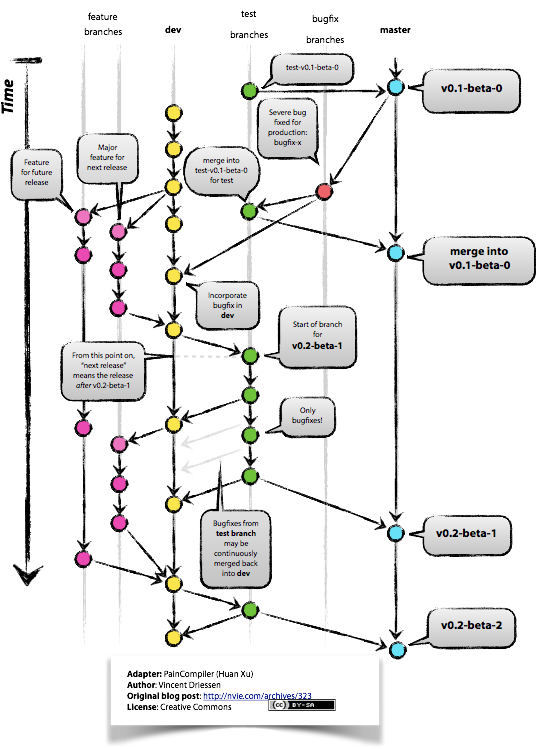 feature
branches
dev
test
branches
bugfix
branches
master
Time
test-v0.1-beta-0
v0.1-beta-0
Severe bug
fixed for
production:
bugfix-x
Major
feature for
next release
Feature
for future
release
merge into
test-v0.1-beta-0
for test
merge into
v0.1-beta-0
Incorporate
bugfix in
dev
Start of branch
for
v0.2-beta-1
From this point on,
"next release"
means the release
after v0.2-beta-1
Only
bugfixes!
Bugfixes from
test branch
may be
continuously
merged back
into dev
v0.2-beta-1
v0.2-beta-2
Adapter: PainCompiler (Huan Xu)
Author: Vincent Driessen
Original blog post: http://nvie.com/archives/323
License: Creative Commons
cc BY-SA